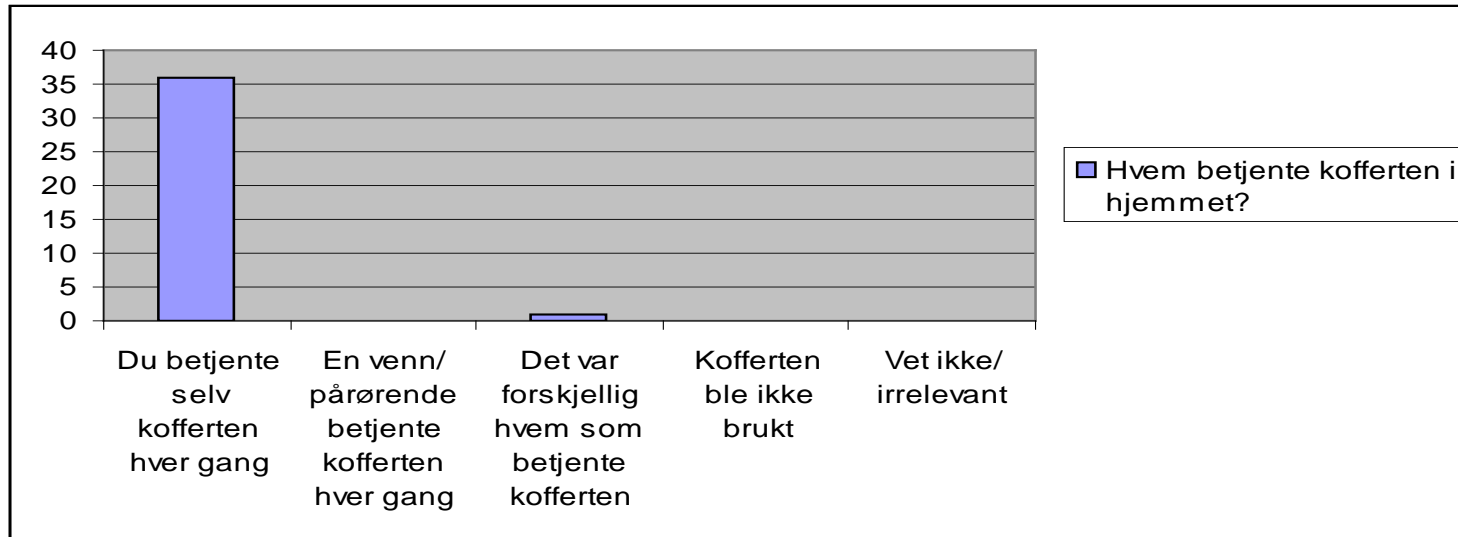 40
35
30
25
20
15
10
5
0
Du betjente
selv
kofferten
hver gang
En venn/
pårørende
betjente
kofferten
hver gang
Det var
forskjellig
hvem som
betjente
kofferten
Kofferten
ble ikke
brukt
Vet ikke/
irrelevant
Hvem betjente kofferten i
hjemmet?